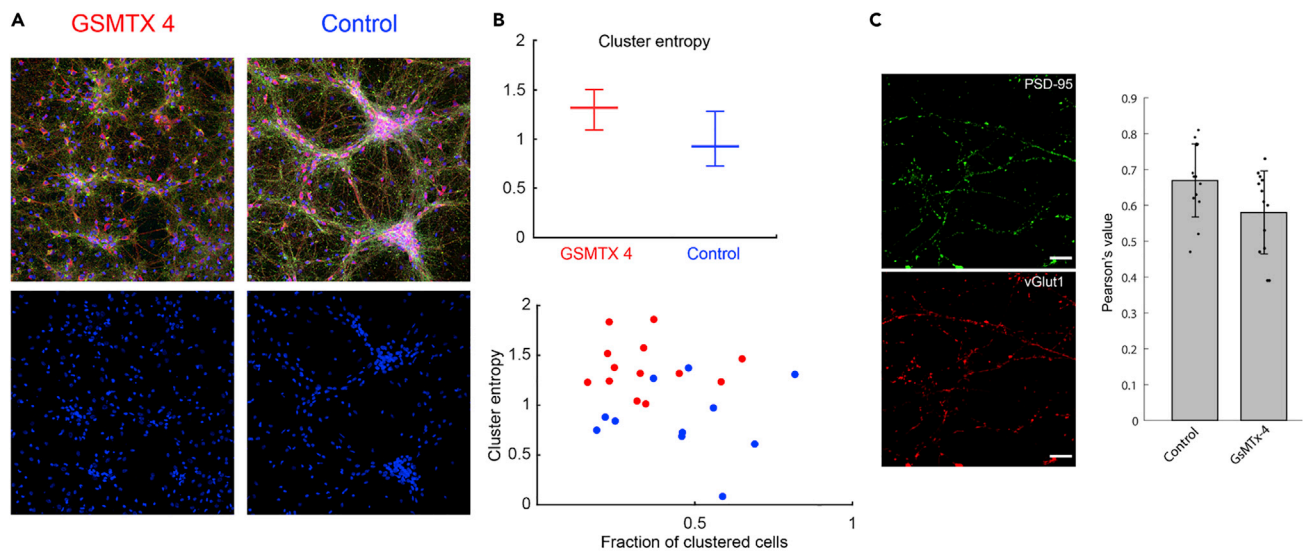 A
GSMTX 4
Control
B
Cluster entropy
2
1.5
1
0.5
0
GSMTX 4
Control
2
1.5
1
0.5
0
Cluster entropy
0.5
1
Fraction of clustered cells
C
PSD-95
vGlut1
0.9
0.8
0.7
0.6
0.5
0.4
0.3
0.2
0.1
0
Pearson's value
Control
GsMTx-4